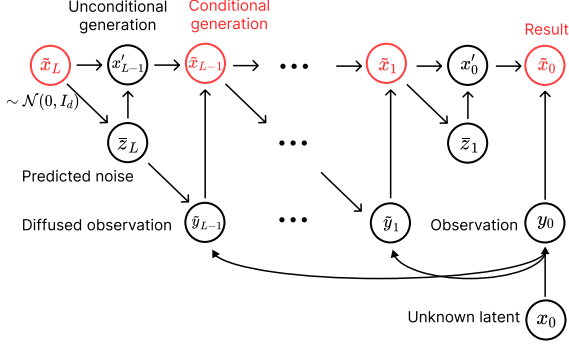 Unconditional
generation
Conditional
generation
Result
x̃_L
x′_{L−1}
x̃_{L−1}
...
x̃_1
x′_0
x̃_0
∼ 𝒩(0, I_d)
z̄_L
...
z̄_1
Predicted noise
Diffused observation
ỹ_{L−1}
...
ỹ_1
Observation
y_0
Unknown latent
x_0